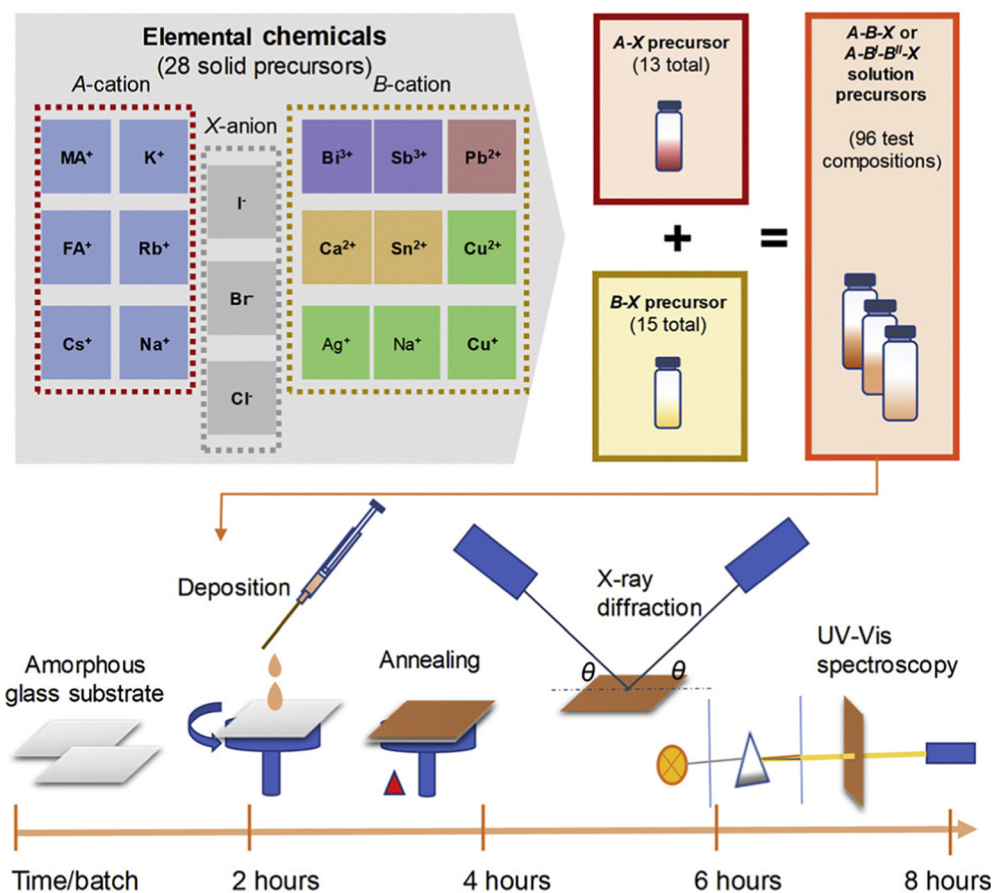 Elemental chemicals
(28 solid precursors)
A-cation
X-anion
B-cation
MA⁺
K⁺
FA⁺
Rb⁺
Cs⁺
Na⁺
I⁻
Br⁻
Cl⁻
Bi³⁺
Sb³⁺
Pb²⁺
Ca²⁺
Sn²⁺
Cu²⁺
Ag⁺
Na⁺
Cu⁺
A-X precursor
(13 total)
+
B-X precursor
(15 total)
=
A-B-X or
A-Bᴵ-Bᴵᴵ-X
solution
precursors
(96 test
compositions)
Deposition
Amorphous
glass substrate
Annealing
X-ray
diffraction
θ
θ
UV-Vis
spectroscopy
Time/batch
2 hours
4 hours
6 hours
8 hours